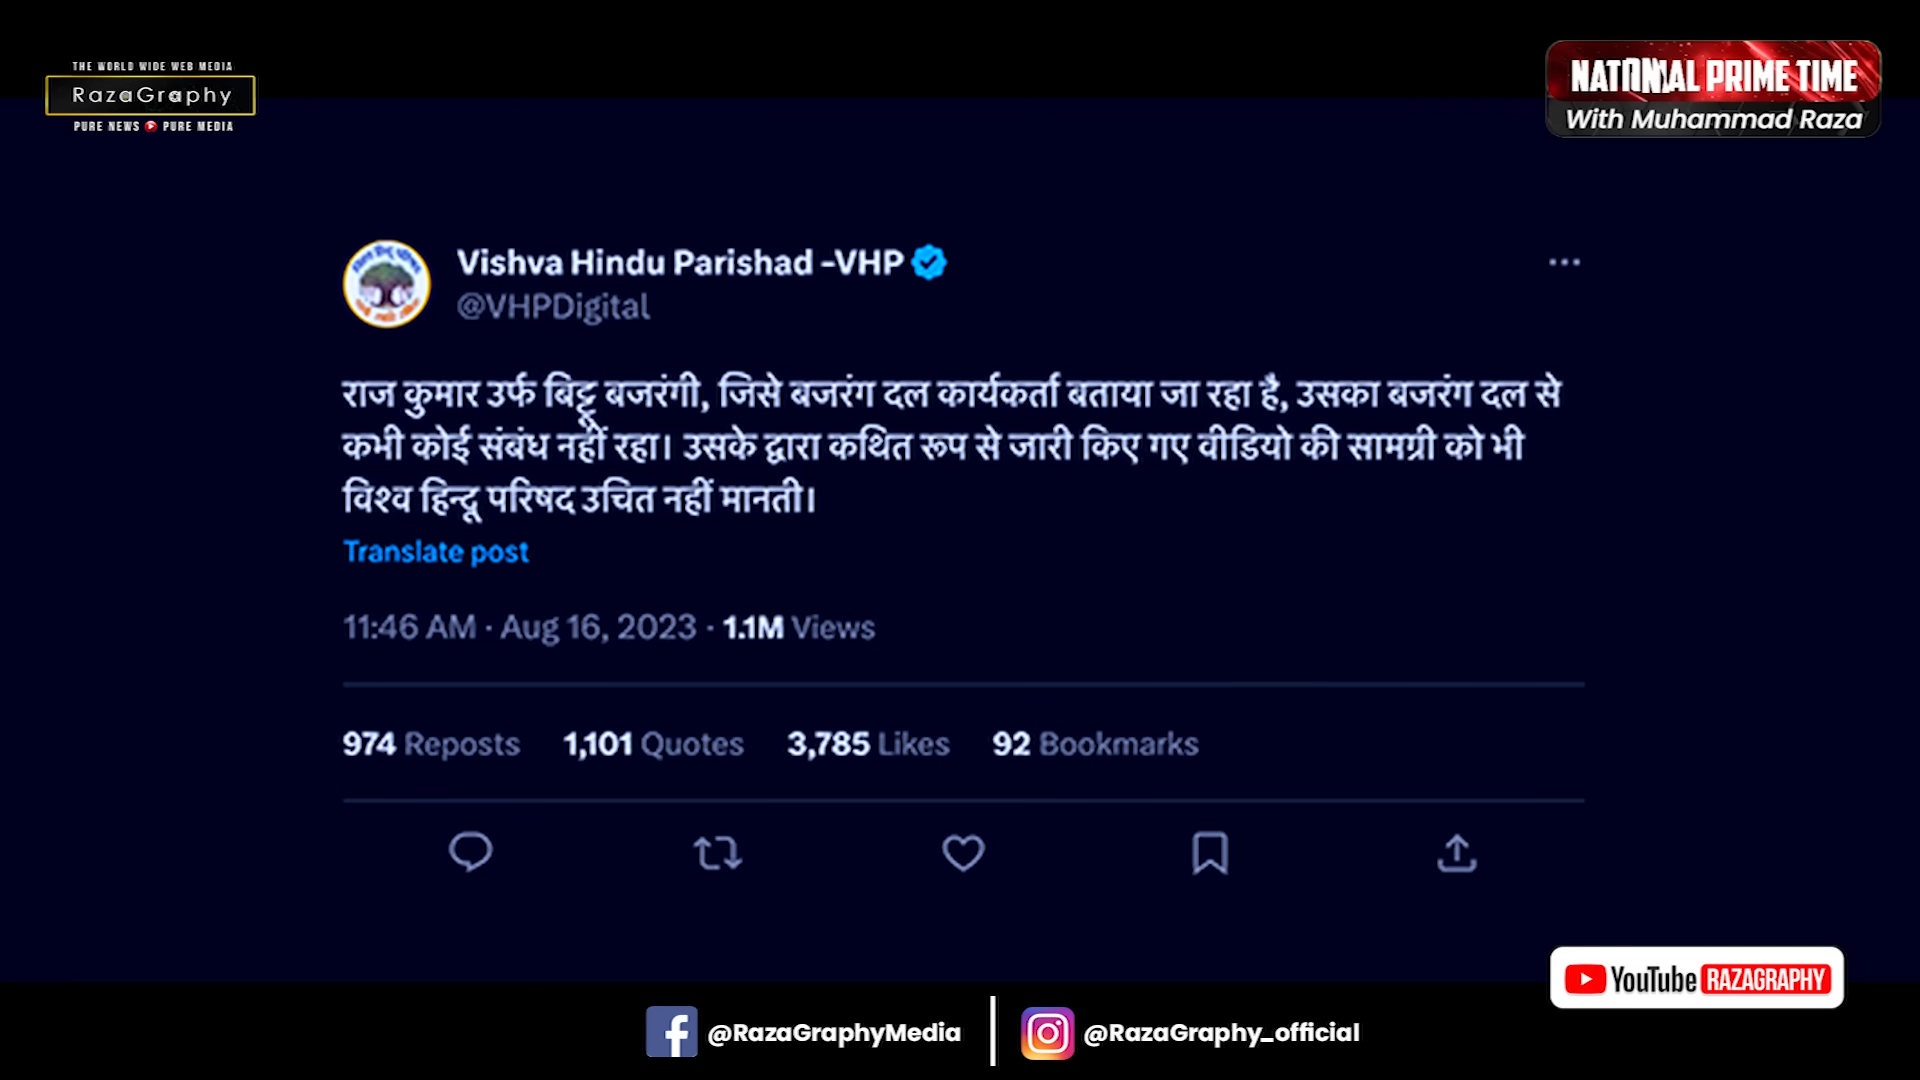 THE WORLD WIDE WEB MEDIA
RazaGraphy
PURE NEWS PURE MEDIA
NATIONAL PRIME TIME
With Muhammad Raza
Vishva Hindu Parishad -VHP
@VHPDigital
राज कुमार उर्फ बिट्टू बजरंगी, जिसे बजरंग दल कार्यकर्ता बताया जा रहा है, उसका बजरंग दल से
कभी कोई संबंध नहीं रहा। उसके द्वारा कथित रूप से जारी किए गए वीडियो की सामग्री को भी
विश्व हिन्दू परिषद उचित नहीं मानती।
Translate post
11:46 AM · Aug 16, 2023 · 1.1M Views
974 Reposts 1,101 Quotes 3,785 Likes 92 Bookmarks
YouTube RAZAGRAPHY
@RazaGraphyMedia
@RazaGraphy_official